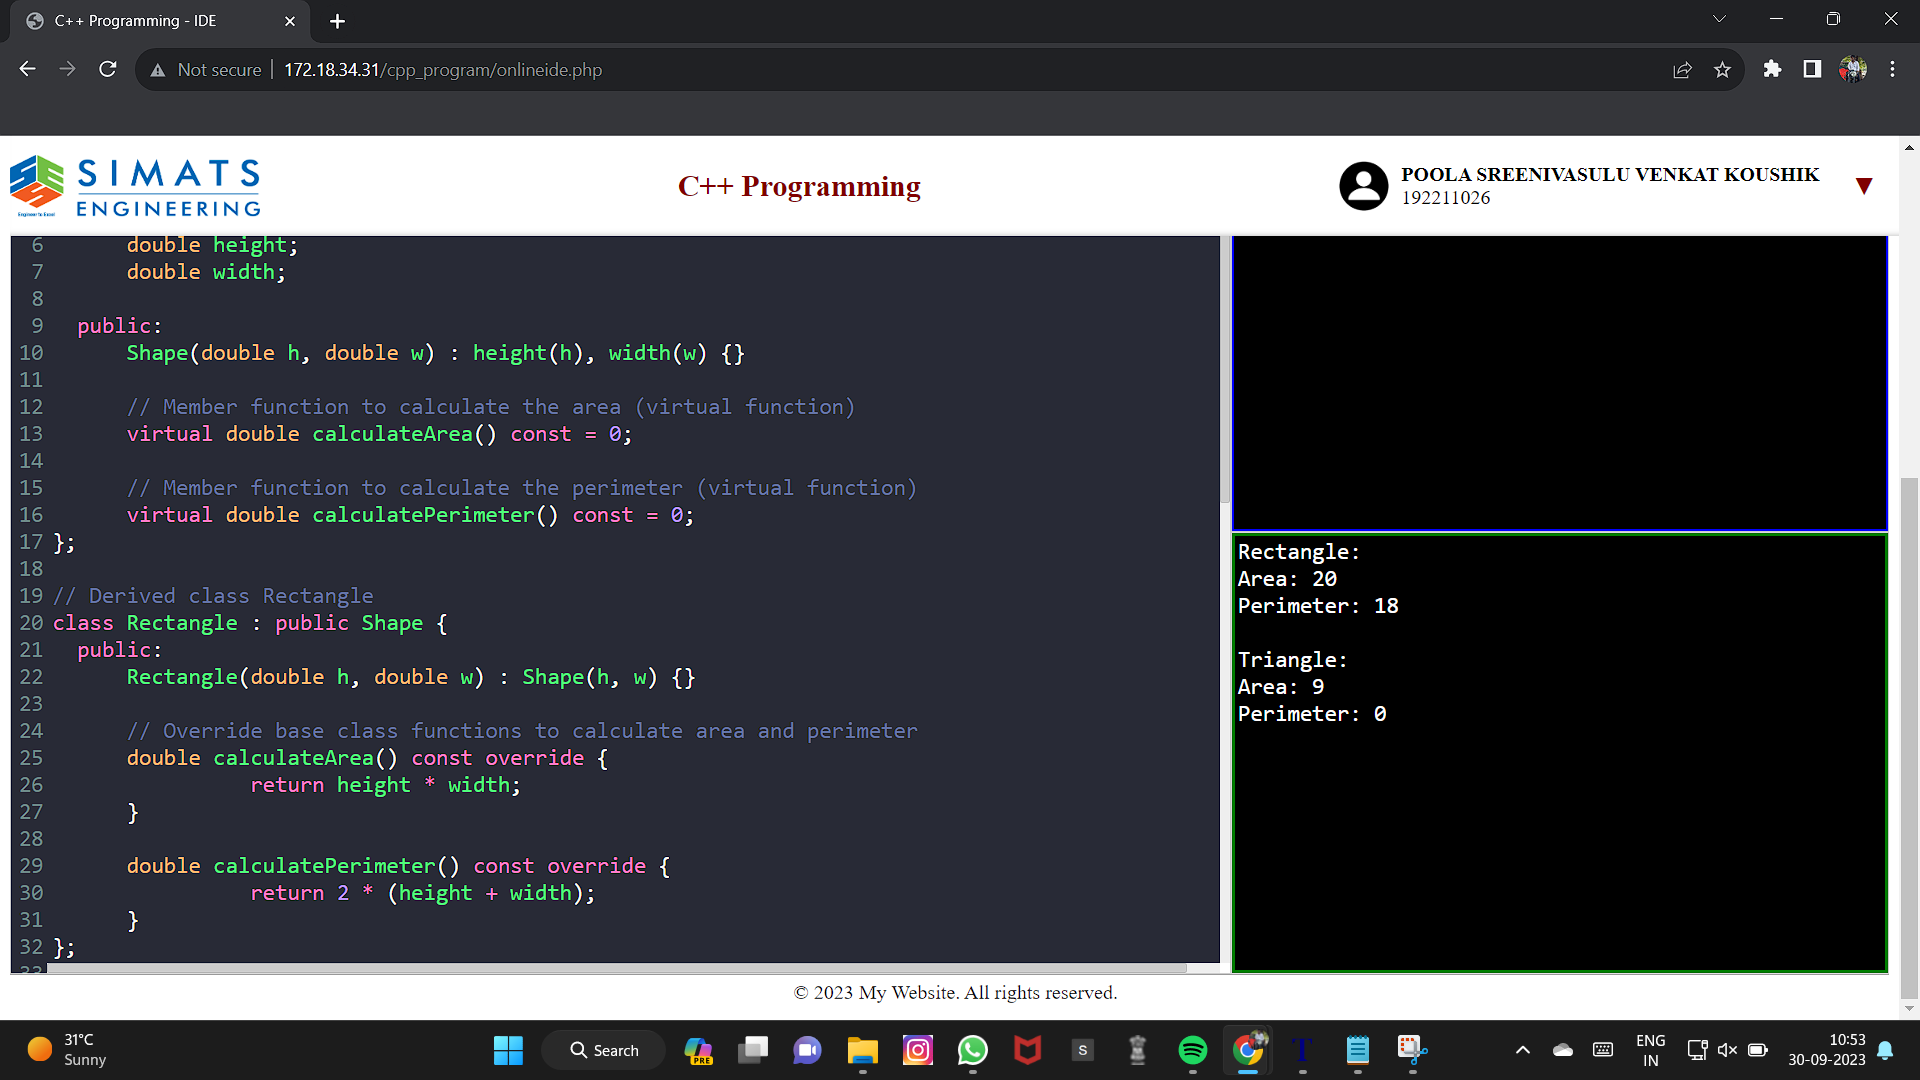 C++ Programming - IDE
Not secure
172.18.34.31/cpp_program/onlineide.php
SIMATS
ENGINEERING
Engineer to Excel
C++ Programming
POOLA SREENIVASULU VENKAT KOUSHIK
192211026
6 double height;
7 double width;
8
9 public:
10 Shape(double h, double w) : height(h), width(w) {}
11
12 // Member function to calculate the area (virtual function)
13 virtual double calculateArea() const = 0;
14
15 // Member function to calculate the perimeter (virtual function)
16 virtual double calculatePerimeter() const = 0;
17 };
18
19 // Derived class Rectangle
20 class Rectangle : public Shape {
21 public:
22 Rectangle(double h, double w) : Shape(h, w) {}
23
24 // Override base class functions to calculate area and perimeter
25 double calculateArea() const override {
26 return height * width;
27 }
28
29 double calculatePerimeter() const override {
30 return 2 * (height + width);
31 }
32 };
33
Rectangle:
Area: 20
Perimeter: 18
Triangle:
Area: 9
Perimeter: 0
© 2023 My Website. All rights reserved.
31°C
Sunny
Search
PRE
S
T
ENG
IN
10:53
30-09-2023